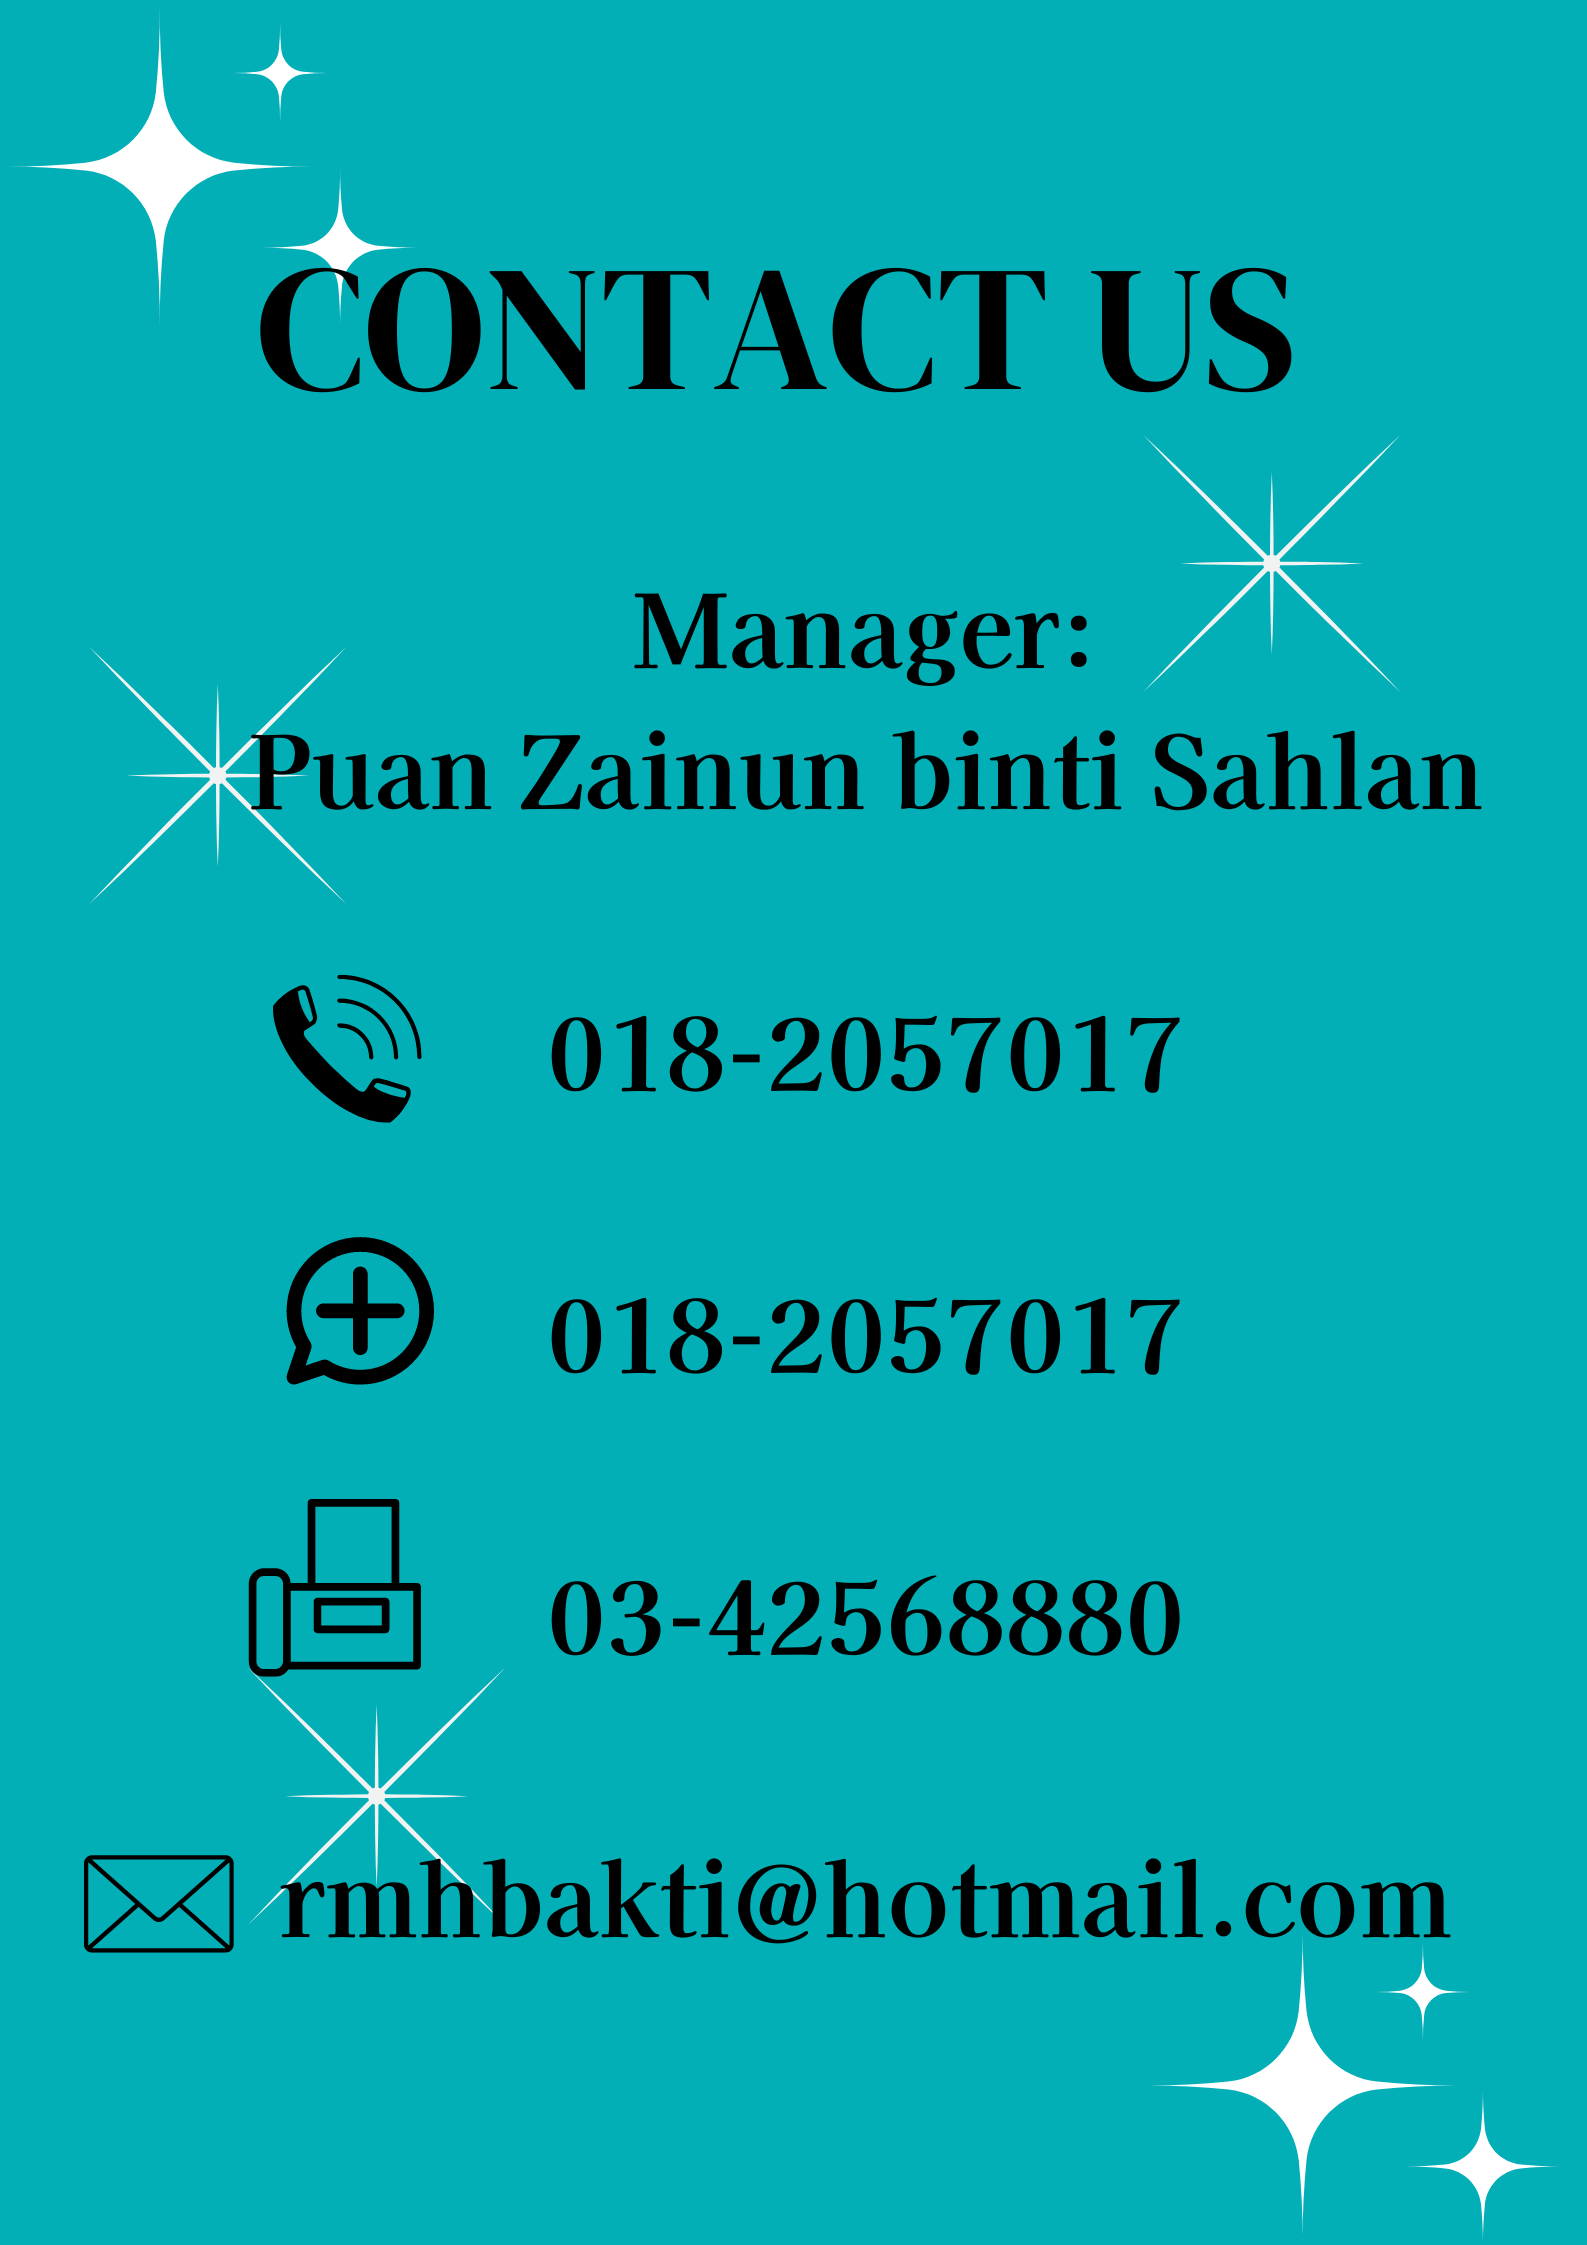 CONTACT US
Manager:
Puan Zainun binti Sahlan
018-2057017
018-2057017
03-42568880
rmhbakti@hotmail.com